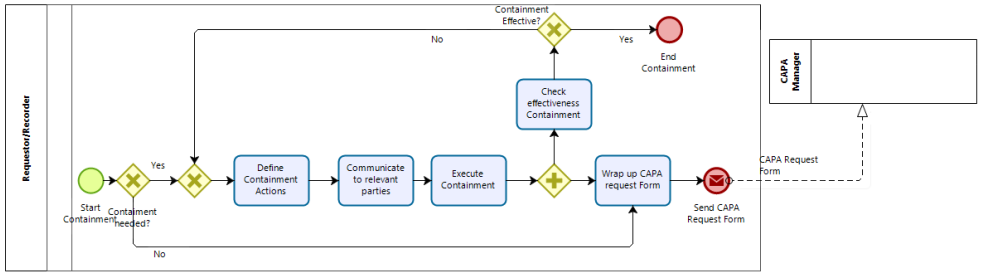 Containment
Effective?
No
Yes
End
Containment
CAPA
Manager
Check
effectiveness
Containment
Requestor/Recorder
Yes
Define
Containment
Actions
Communicate
to relevant
parties
Execute
Containment
Wrap up CAPA
request Form
CAPA Request
Form
Start
Containment
Contaiment
needed?
Send CAPA
Request Form
No